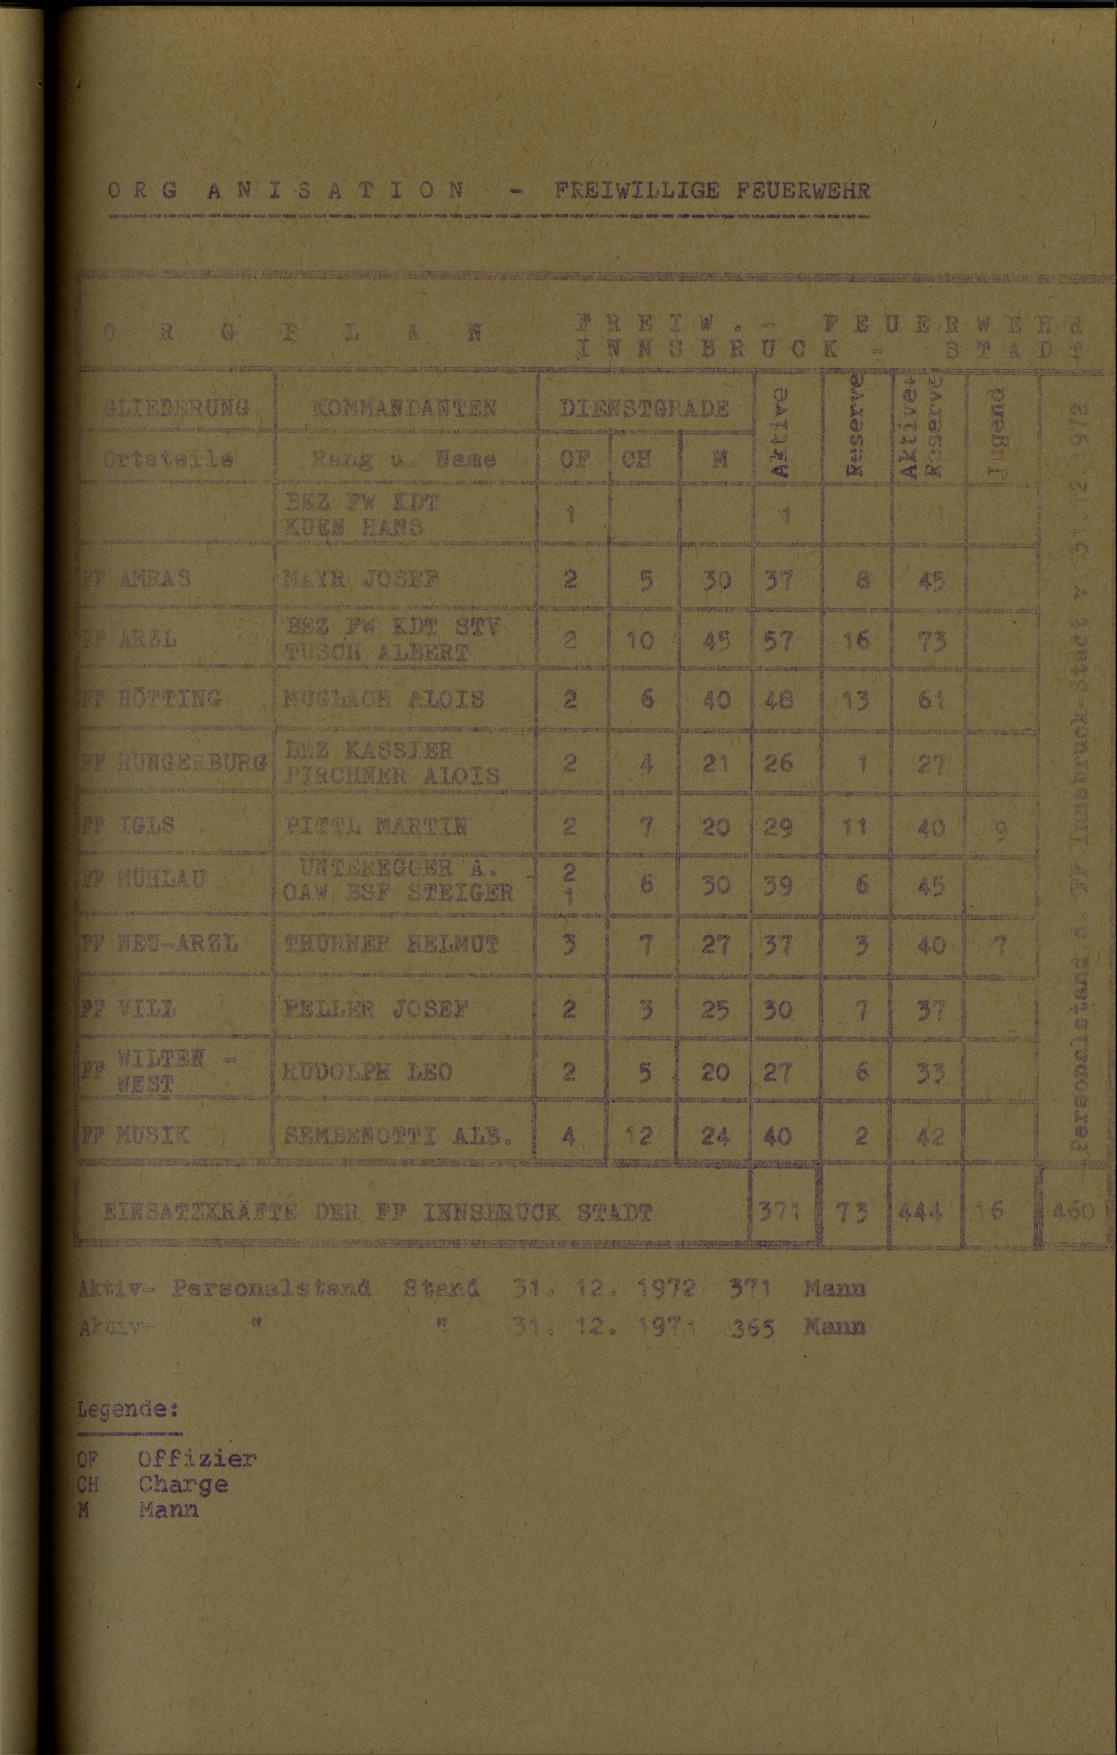 O R G A N I S A T I O N - FREIWILLIGE FEUERWEHR
O R G P L A N
F R E I W . - F E U E R W E H R
I N N S B R U C K - S T A D T
GLIEDERUNG KOMMANDANTEN DIENSTGRADE Aktive Reserve Aktive+ Reserve Jugend
Ortsteile Rang u. Name OF CH M
BEZ FW KDT
KUEN HANS 1 1
FF AMRAS MAYR JOSEF 2 5 30 37 8 45
BEZ FW KDT STV
FF ARZL TUSCH ALBERT 2 10 45 57 16 73
FF HÖTTING MUGLACH ALOIS 2 6 40 48 13 61
BEZ KASSIER
FF HUNGERBURG PIRCHNER ALOIS 2 4 21 26 1 27
FF IGLS PITTL MARTIN 2 7 20 29 11 40 9
UNTEREGGER A. 2
FF MÜHLAU OAW BSF STEIGER 1 6 30 39 6 45
FF NEU-ARZL THURNER HELMUT 3 7 27 37 3 40 7
FF VILL PELLER JOSEF 2 3 25 30 7 37
FF WILTEN -
WEST RUDOLPH LEO 2 5 20 27 6 33
FF MUSIK SEMBENOTTI ALB. 4 12 24 40 2 42
Personalstand d. FF Innsbruck-Stadt v. 31.12.972
EINSATZKRÄFTE DER FF INNSBRUCK STADT 371 73 444 16 460
Aktiv- Personalstand Stand 31. 12. 1972 371 Mann
Aktiv- " " 31. 12. 1971 365 Mann
Legende:
OF Offizier
CH Charge
M Mann